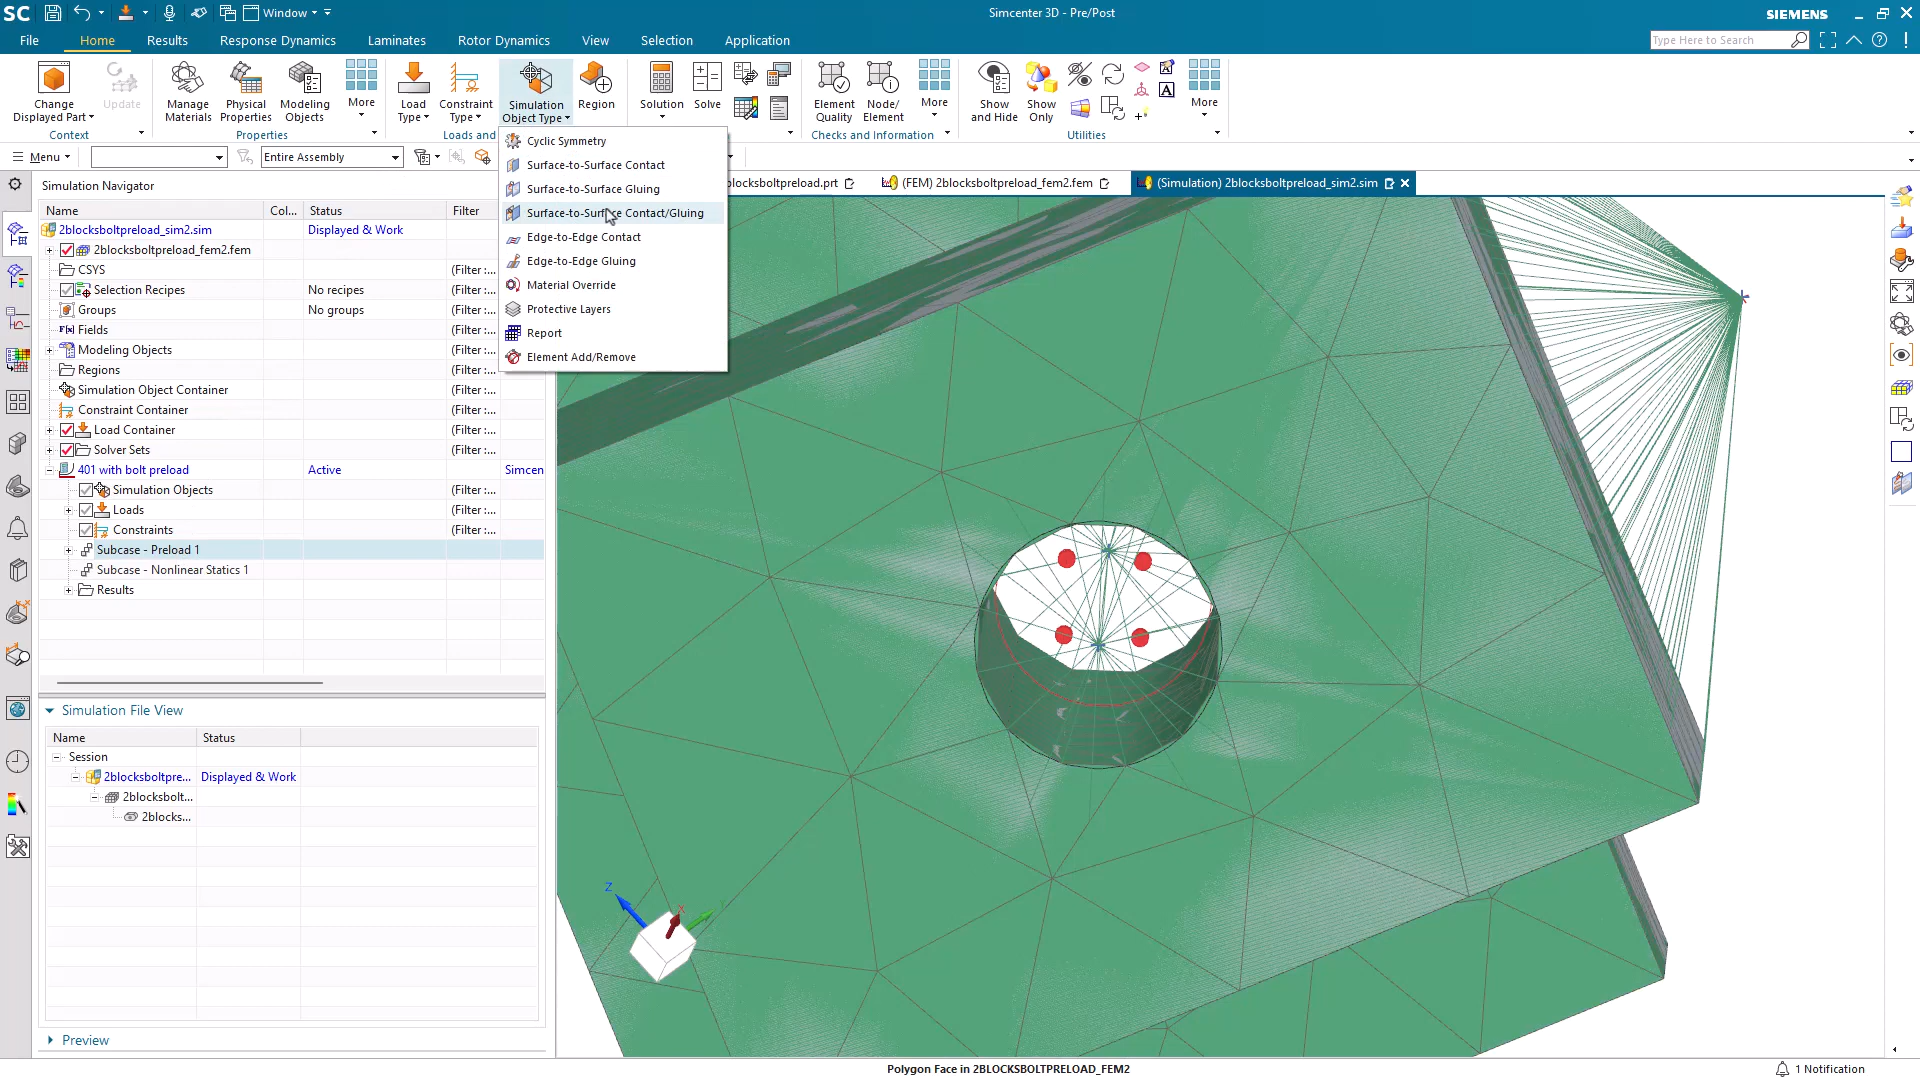 SC
Window
Simcenter 3D - Pre/Post
SIEMENS
File
Home
Results
Response Dynamics
Laminates
Rotor Dynamics
View
Selection
Application
Type Here to Search
Change
Displayed Part
Update
Manage
Materials
Physical
Properties
Modeling
Objects
More
Load
Type
Constraint
Type
Simulation
Object Type
Region
Solution
Solve
Element
Quality
Node/
Element
More
Show
and Hide
Show
Only
More
Context
Properties
Loads and
Checks and Information
Utilities
Menu
Entire Assembly
Cyclic Symmetry
Surface-to-Surface Contact
Surface-to-Surface Gluing
Surface-to-Surface Contact/Gluing
Edge-to-Edge Contact
Edge-to-Edge Gluing
Material Override
Protective Layers
Report
Element Add/Remove
blocksboltpreload.prt
(FEM) 2blocksboltpreload_fem2.fem
(Simulation) 2blocksboltpreload_sim2.sim
Simulation Navigator
Name
Col...
Status
Filter
2blocksboltpreload_sim2.sim
Displayed & Work
2blocksboltpreload_fem2.fem
CSYS
(Filter :...
Selection Recipes
No recipes
(Filter :...
Groups
No groups
(Filter :...
Fields
(Filter :...
Modeling Objects
(Filter :...
Regions
(Filter :...
Simulation Object Container
(Filter :...
Constraint Container
(Filter :...
Load Container
(Filter :...
Solver Sets
(Filter :...
401 with bolt preload
Active
Simcen
Simulation Objects
(Filter :...
Loads
(Filter :...
Constraints
(Filter :...
Subcase - Preload 1
Subcase - Nonlinear Statics 1
Results
Simulation File View
Name
Status
Session
2blocksboltpre...
Displayed & Work
2blocksbolt...
2blocks...
Preview
Z
X
Polygon Face in 2BLOCKSBOLTPRELOAD_FEM2
1 Notification